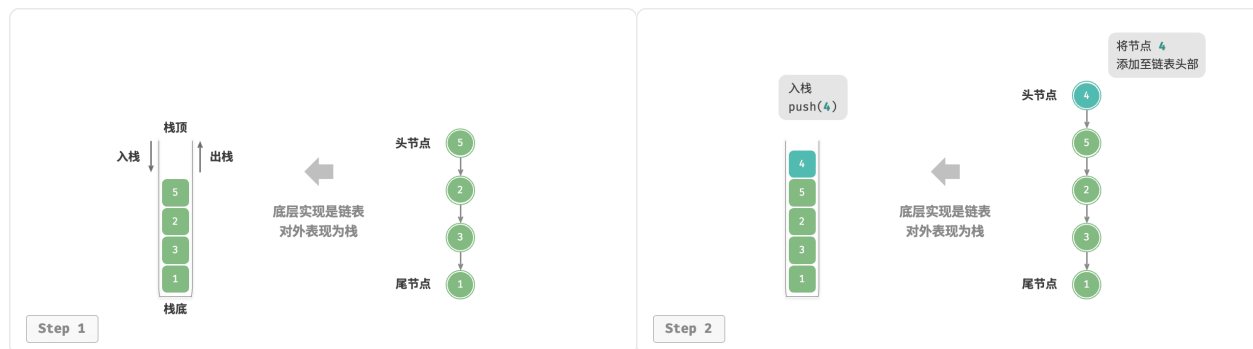 栈顶
入栈
出栈
5
2
3
1
栈底
底层实现是链表
对外表现为栈
头节点
5
2
3
尾节点
1
Step 1
入栈
push(4)
4
5
2
3
1
底层实现是链表
对外表现为栈
将节点 4
添加至链表头部
头节点
4
5
2
3
尾节点
1
Step 2